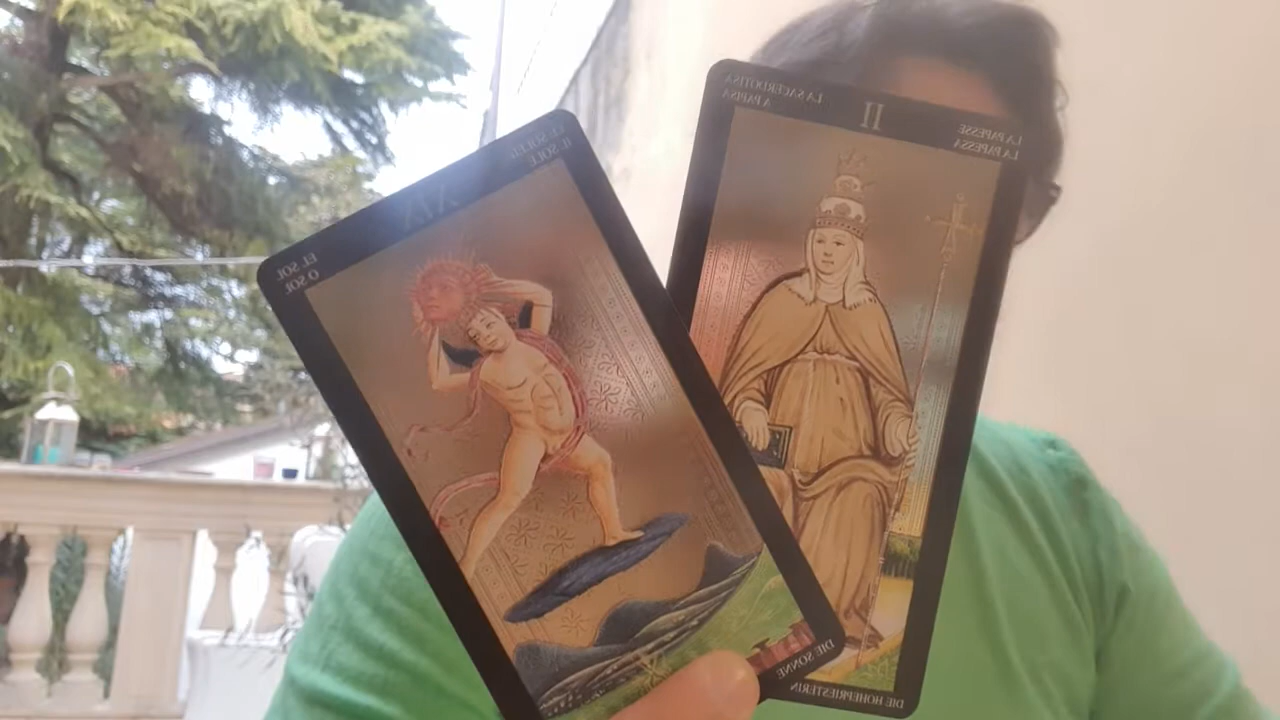 EL SOL
O SOL
LE SOLEIL
IL SOLE
DIE SONNE
LA SACERDOTISA
A PAPISA
II
LA PAPESSE
LA PAPESSA
DIE HOHEPRIESTERIN